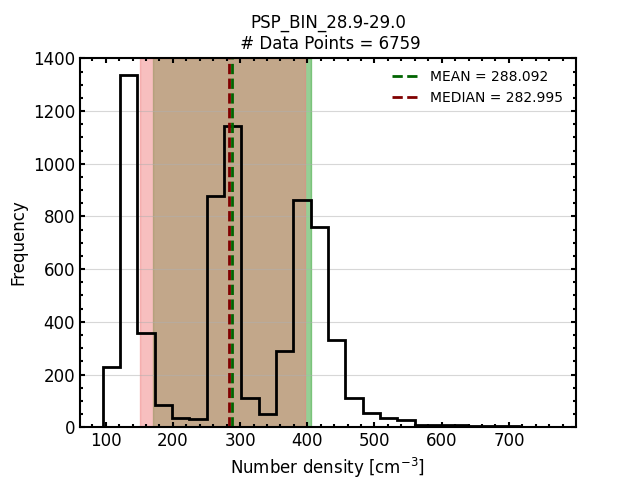 PSP_BIN_28.9-29.0
# Data Points = 6759
MEAN = 288.092
MEDIAN = 282.995
Frequency
1400
1200
1000
800
600
400
200
0
100 200 300 400 500 600 700
Number density [cm⁻³]